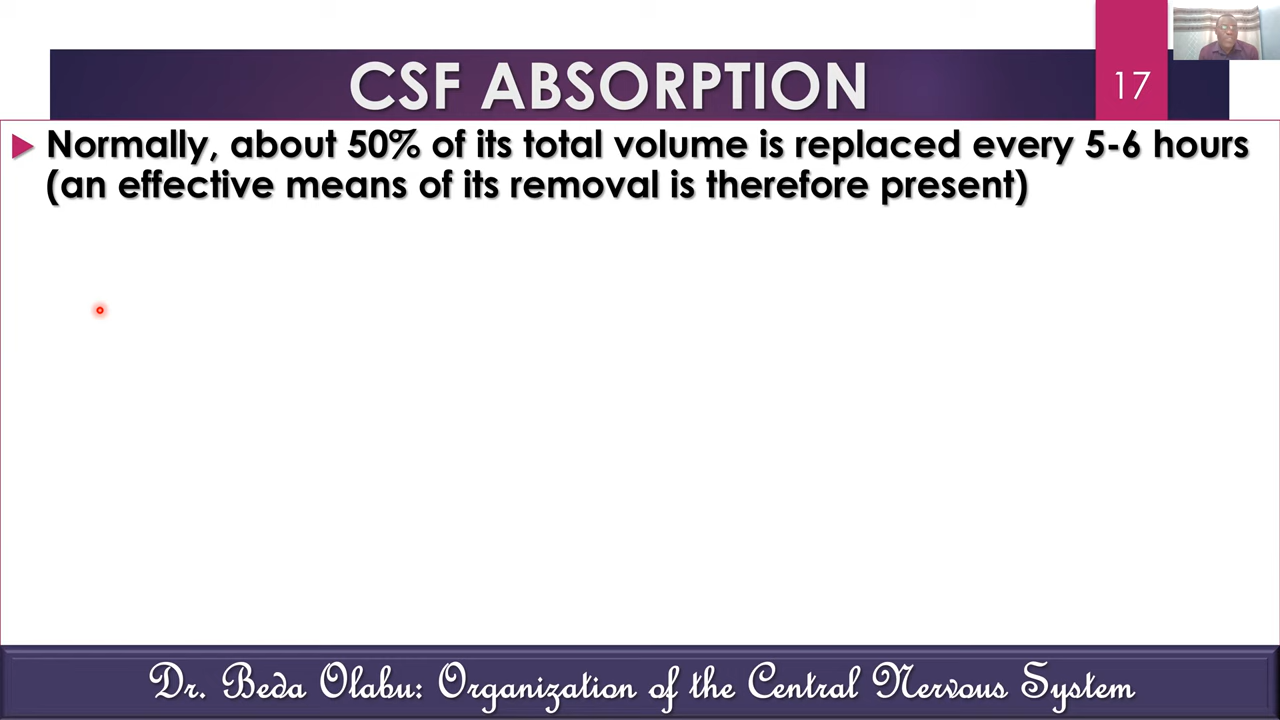 CSF ABSORPTION
17
Normally, about 50% of its total volume is replaced every 5-6 hours
(an effective means of its removal is therefore present)
Dr. Beda Olabu: Organization of the Central Nervous System